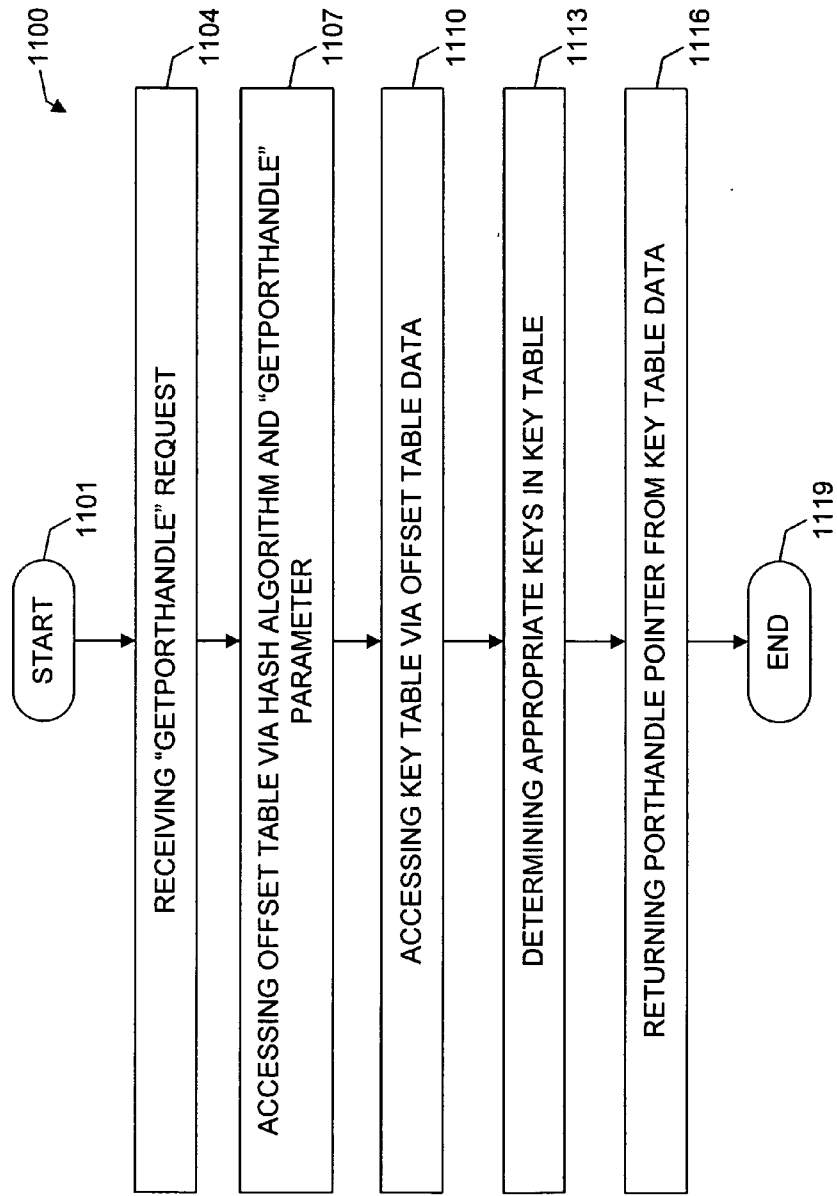 1100
START
1101
RECEIVING “GETPORTHANDLE” REQUEST
1104
ACCESSING OFFSET TABLE VIA HASH ALGORITHM AND “GETPORTHANDLE”
PARAMETER
1107
ACCESSING KEY TABLE VIA OFFSET TABLE DATA
1110
DETERMINING APPROPRIATE KEYS IN KEY TABLE
1113
RETURNING PORTHANDLE POINTER FROM KEY TABLE DATA
1116
END
1119